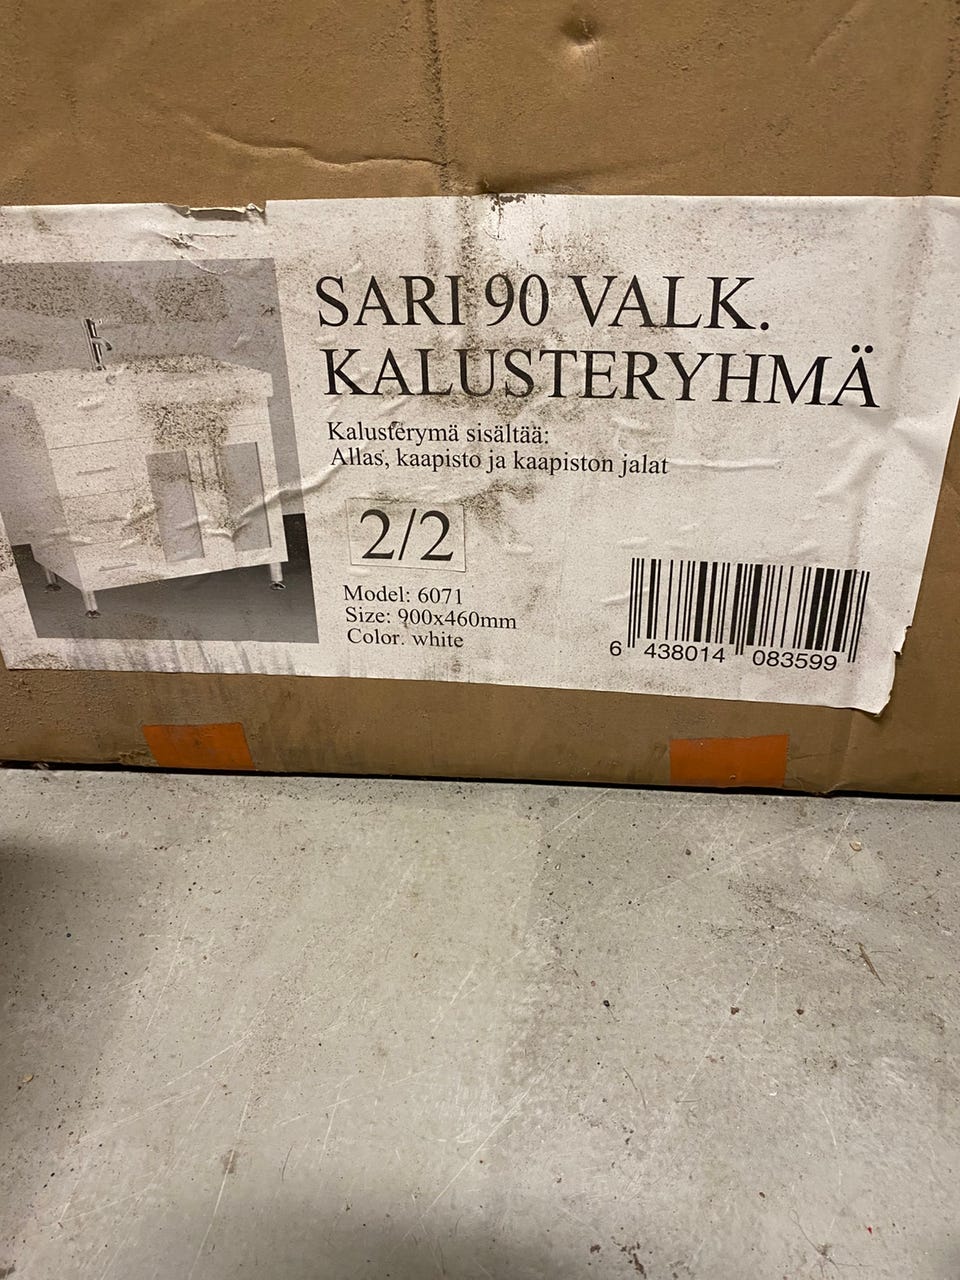 SARI 90 VALK.
KALUSTERYHMÄ
Kalusterymä sisältää:
Allas, kaapisto ja kaapiston jalat
2/2
Model: 6071
Size: 900x460mm
Color. white
6 438014 083599